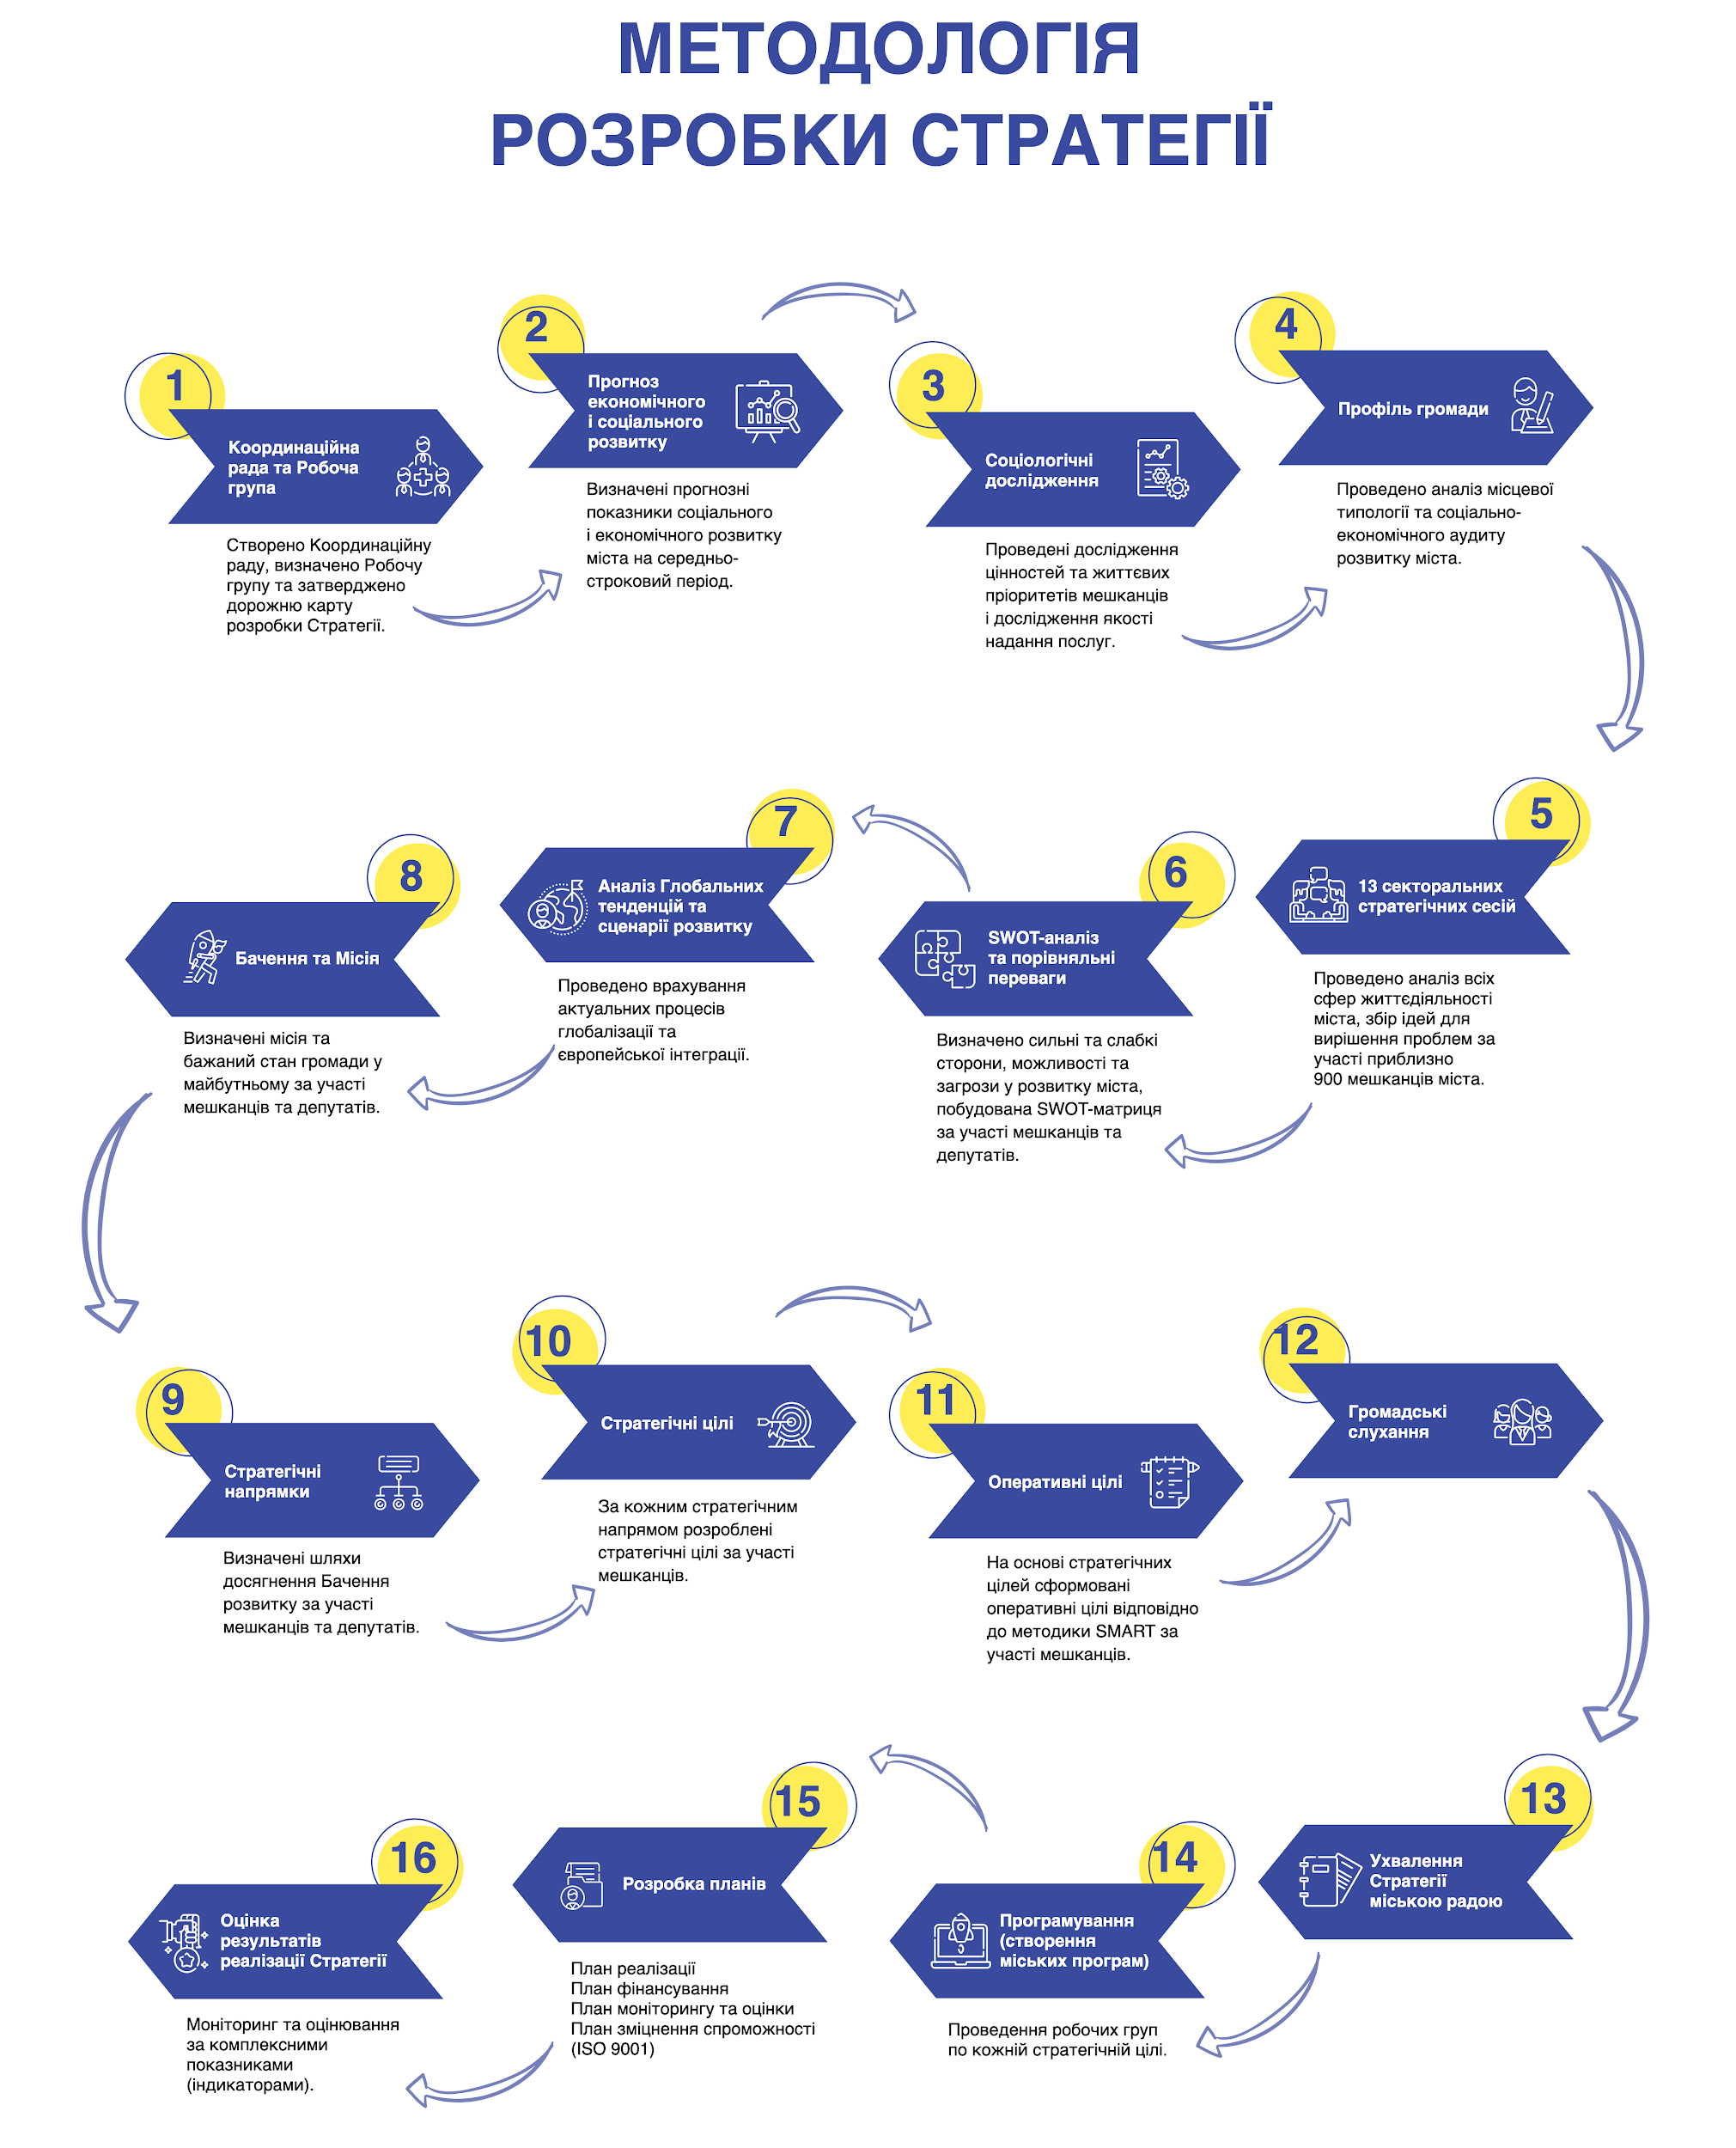 МЕТОДОЛОГІЯ
РОЗРОБКИ СТРАТЕГІЇ
1
Координаційна
рада та Робоча
група
Створено Координаційну
раду, визначено Робочу
групу та затверджено
дорожню карту
розробки Стратегії.
2
Прогноз
економічного
і соціального
розвитку
Визначені прогнозні
показники соціального
і економічного розвитку
міста на середньо-
строковий період.
3
Соціологічні
дослідження
Проведені дослідження
цінностей та життєвих
пріоритетів мешканців
і дослідження якості
надання послуг.
4
Профіль громади
Проведено аналіз місцевої
типології та соціально-
економічного аудиту
розвитку міста.
5
13 секторальних
стратегічних сесій
Проведено аналіз всіх
сфер життєдіяльності
міста, збір ідей для
вирішення проблем за
участі приблизно
900 мешканців міста.
6
SWOT-аналіз
та порівняльні
переваги
Визначено сильні та слабкі
сторони, можливості та
загрози у розвитку міста,
побудована SWOT-матриця
за участі мешканців та
депутатів.
7
Аналіз Глобальних
тенденцій та
сценарії розвитку
Проведено врахування
актуальних процесів
глобалізації та
європейської інтеграції.
8
Бачення та Місія
Визначені місія та
бажаний стан громади у
майбутньому за участі
мешканців та депутатів.
9
Стратегічні
напрямки
Визначені шляхи
досягнення Бачення
розвитку за участі
мешканців та депутатів.
10
Стратегічні цілі
За кожним стратегічним
напрямом розроблені
стратегічні цілі за участі
мешканців.
11
Оперативні цілі
На основі стратегічних
цілей сформовані
оперативні цілі відповідно
до методики SMART за
участі мешканців.
12
Громадські
слухання
13
Ухвалення
Стратегії
міською радою
14
Програмування
(створення
міських програм)
Проведення робочих груп
по кожній стратегічній цілі.
15
Розробка планів
План реалізації
План фінансування
План моніторингу та оцінки
План зміцнення спроможності
(ISO 9001)
16
Оцінка
результатів
реалізації Стратегії
Моніторинг та оцінювання
за комплексними
показниками
(індикаторами).